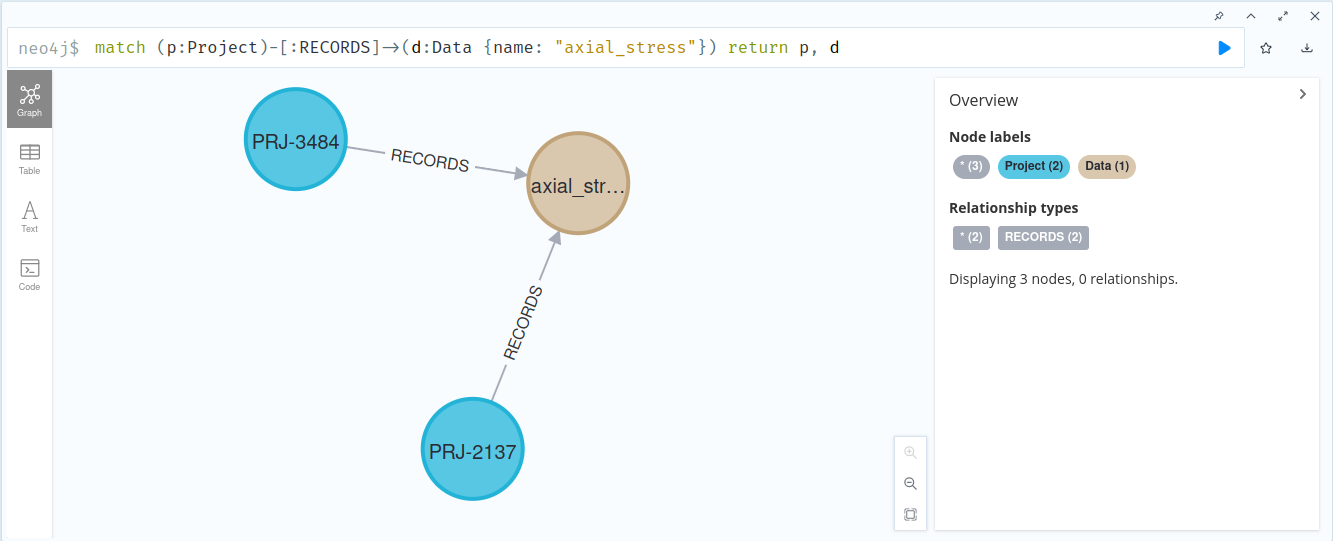 neo4j$ match (p:Project)-[:RECORDS]->(d:Data {name: "axial_stress"}) return p, d
Graph
Table
Text
Code
PRJ-3484
RECORDS
axial_str...
RECORDS
PRJ-2137
Overview
Node labels
* (3) Project (2) Data (1)
Relationship types
* (2) RECORDS (2)
Displaying 3 nodes, 0 relationships.